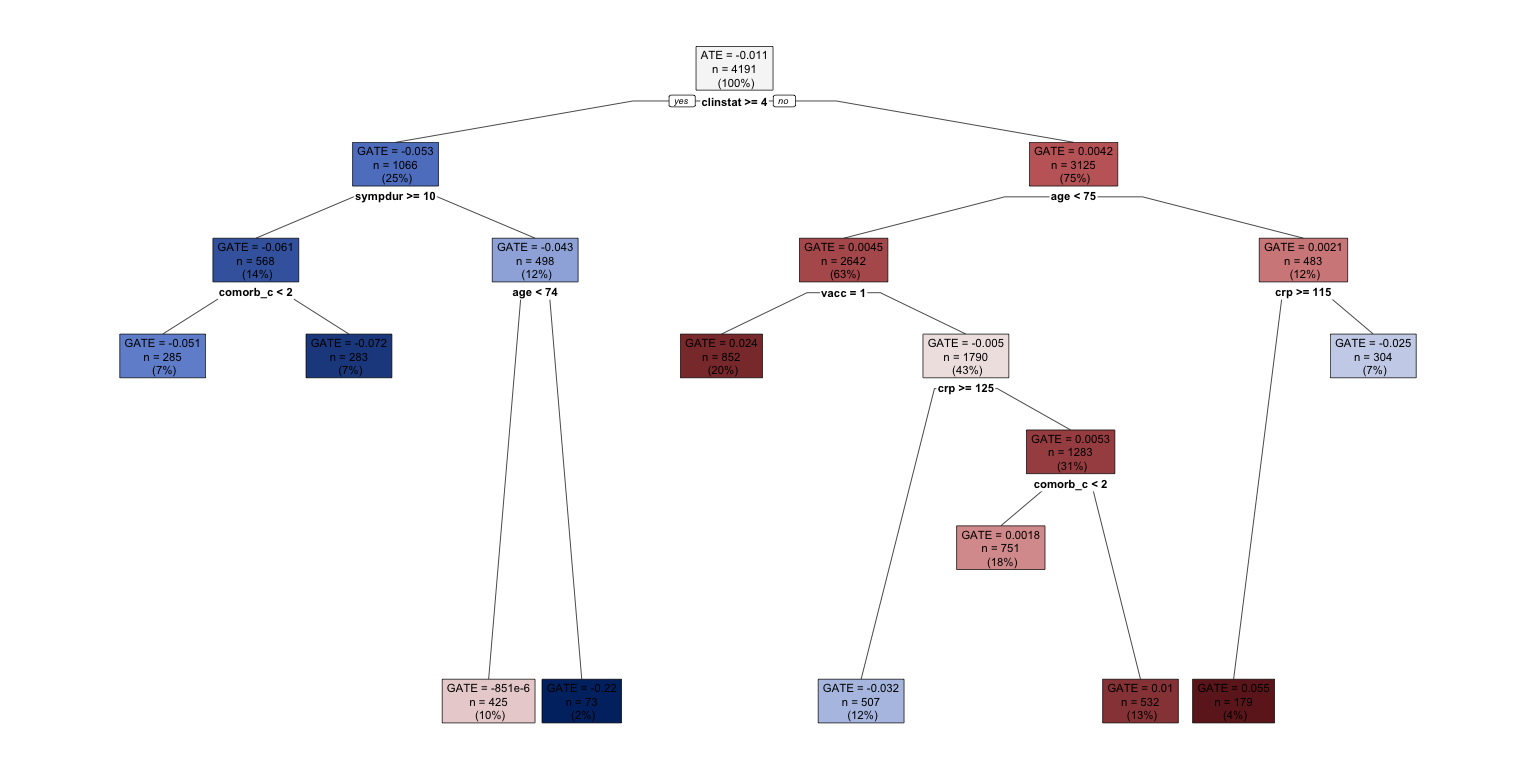 ATE = -0.011
n = 4191
(100%)
yes clinstat >= 4 no
GATE = -0.053
n = 1066
(25%)
sympdur >= 10
GATE = 0.0042
n = 3125
(75%)
age < 75
GATE = -0.061
n = 568
(14%)
comorb_c < 2
GATE = -0.043
n = 498
(12%)
age < 74
GATE = 0.0045
n = 2642
(63%)
vacc = 1
GATE = 0.0021
n = 483
(12%)
crp >= 115
GATE = -0.051
n = 285
(7%)
GATE = -0.072
n = 283
(7%)
GATE = 0.024
n = 852
(20%)
GATE = -0.005
n = 1790
(43%)
crp >= 125
GATE = -0.025
n = 304
(7%)
GATE = 0.0053
n = 1283
(31%)
comorb_c < 2
GATE = 0.0018
n = 751
(18%)
GATE = -851e-6
n = 425
(10%)
GATE = -0.22
n = 73
(2%)
GATE = -0.032
n = 507
(12%)
GATE = 0.01
n = 532
(13%)
GATE = 0.055
n = 179
(4%)